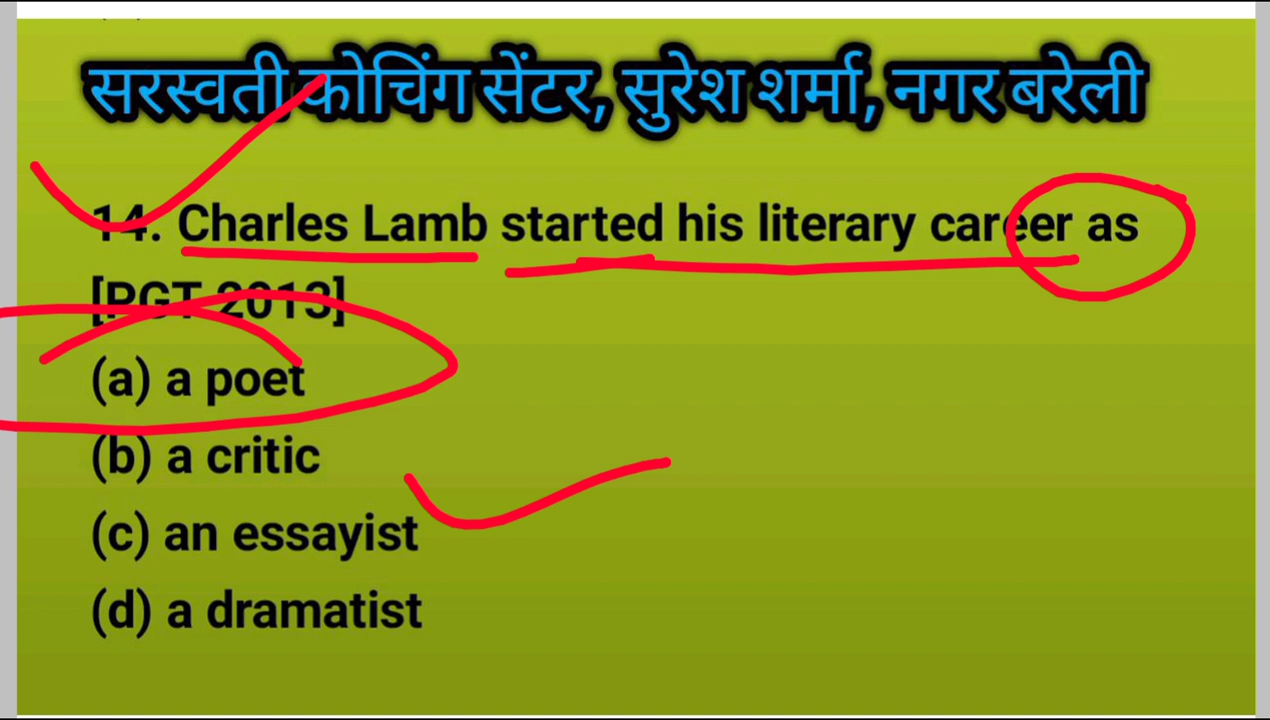 सरस्वती कोचिंग सेंटर, सुरेश शर्मा, नगर बरेली
14. Charles Lamb started his literary career as
[PGT 2013]
(a) a poet
(b) a critic
(c) an essayist
(d) a dramatist